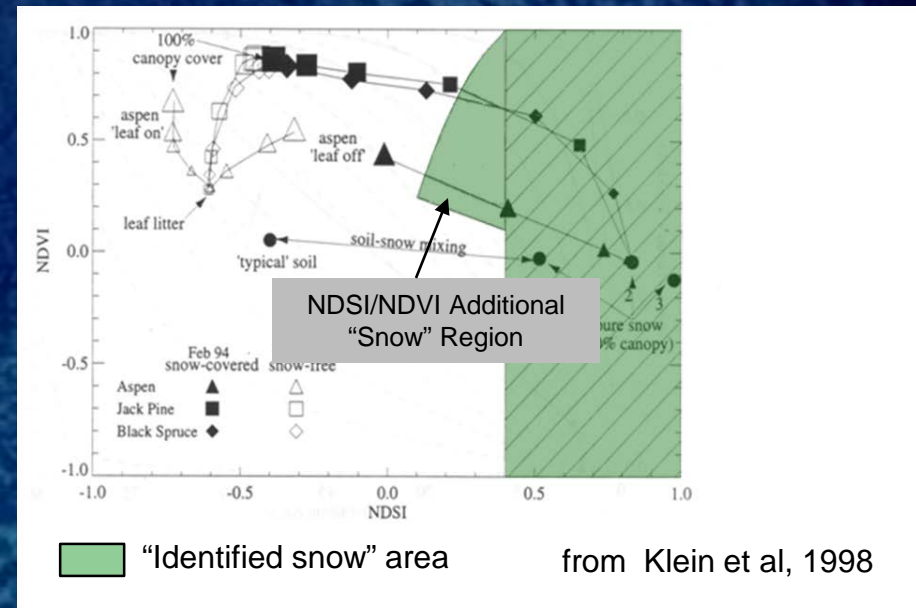 1.0
0.5
0.0
-0.5
-1.0
NDVI
100%
canopy cover
aspen
'leaf on'
leaf litter
aspen
'leaf off'
soil-snow mixing
'typical' soil
2
3
pure snow
canopy)
NDSI/NDVI Additional
“Snow” Region
Feb 94
snow-covered snow-free
Aspen
Jack Pine
Black Spruce
-1.0 -0.5 0.0 0.5 1.0
NDSI
“Identified snow” area from Klein et al, 1998